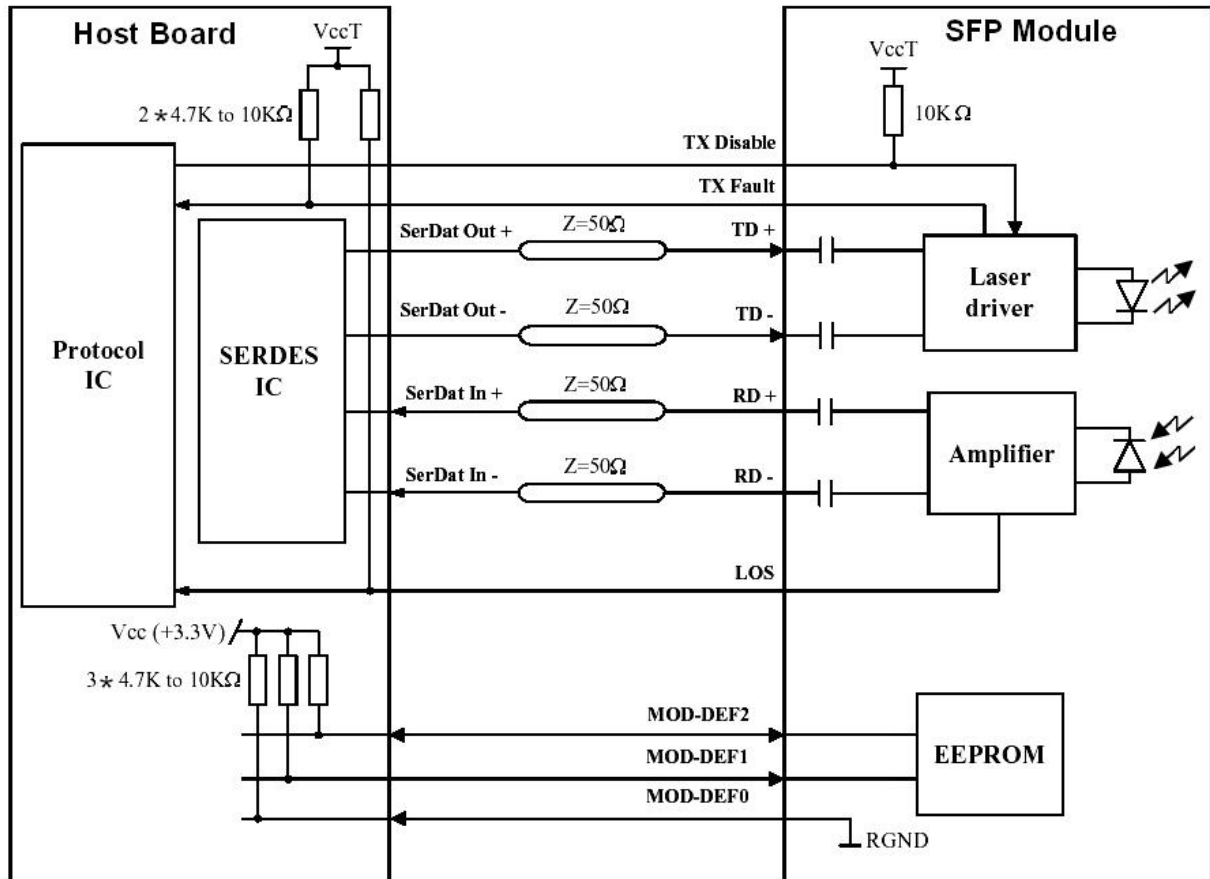 Host Board
SFP Module
VccT
VccT
2 * 4.7K to 10KΩ
10K Ω
TX Disable
TX Fault
SerDat Out +
Z=50Ω
TD +
Laser driver
SerDat Out -
Z=50Ω
TD -
Protocol IC
SERDES IC
SerDat In +
Z=50Ω
RD +
Amplifier
SerDat In -
Z=50Ω
RD -
LOS
Vcc (+3.3V)
3 * 4.7K to 10KΩ
MOD-DEF2
EEPROM
MOD-DEF1
MOD-DEF0
RGND